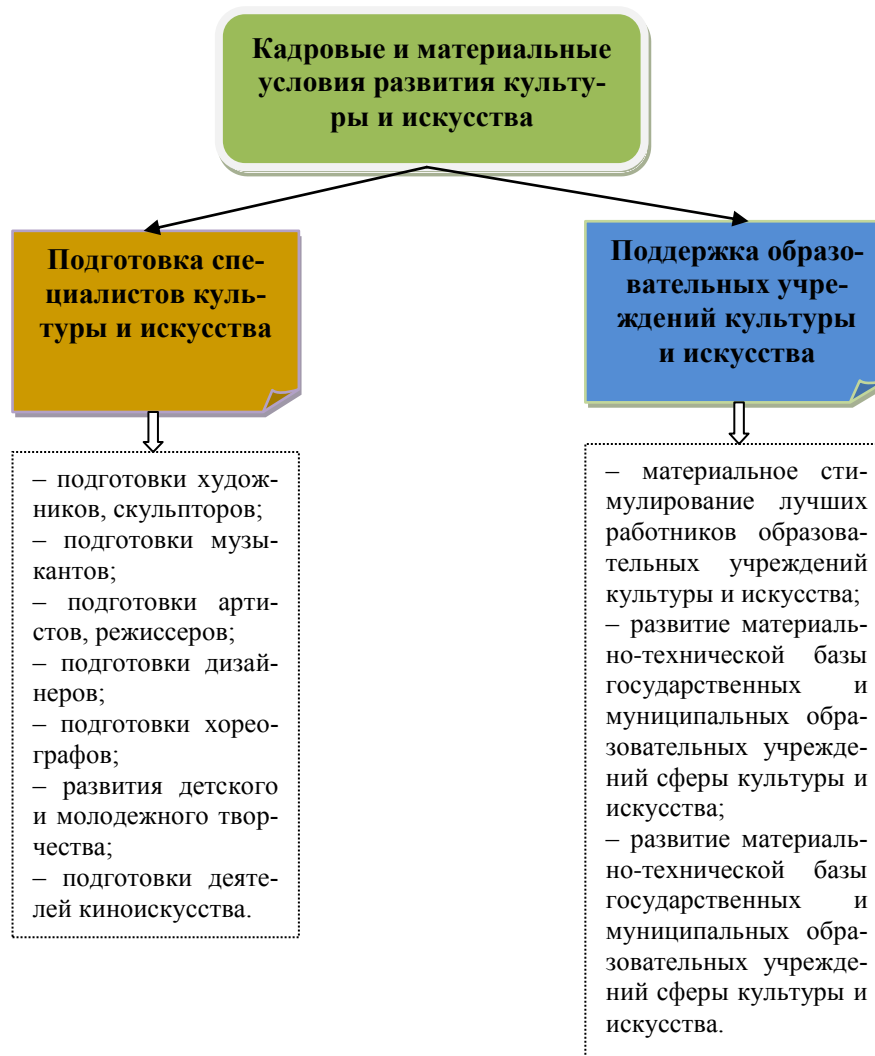 Кадровые и материальные
условия развития культу-
ры и искусства
Подготовка спе-
циалистов куль-
туры и искусства
Поддержка образо-
вательных учре-
ждений культуры
и искусства
– подготовки худож-
ников, скульпторов;
– подготовки музы-
кантов;
– подготовки арти-
стов, режиссеров;
– подготовки дизай-
неров;
– подготовки хорео-
графов;
– развития детского
и молодежного твор-
чества;
– подготовки деяте-
лей киноискусства.
– материальное сти-
мулирование лучших
работников образова-
тельных учреждений
культуры и искусства;
– развитие материаль-
но-технической базы
государственных и
муниципальных обра-
зовательных учрежде-
ний сферы культуры и
искусства;
– развитие материаль-
но-технической базы
государственных и
муниципальных обра-
зовательных учрежде-
ний сферы культуры и
искусства.